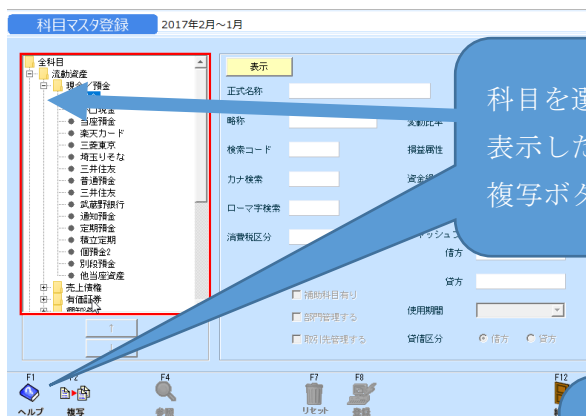 科目マスタ登録 2017年2月～1月
全科目
流動資産
現金／預金
当座預金
楽天カード
三菱東京
埼玉りそな
三井住友
普通預金
三井住友
武蔵野銀行
通知預金
定期預金
積立定期
個預金2
別段預金
他当座資産
売上債権
有価証券
↑
表示
正式名称
略称
検索コード
損益属性
カナ検索
ローマ字検索
消費税区分
借方
貸方
補助科目有り
部門管理する
取引先管理する
使用期間
貸借区分 借方 貸方
科目を選
表示した
複写ボタ
F1 F2 F4 F7 F8 F12
ヘルプ 複写 参照 リセット 登録